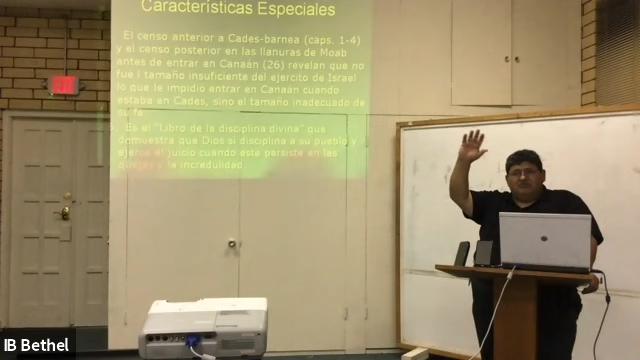 Características Especiales
El censo anterior a Cades-barnea (caps. 1-4)
y el censo posterior en las llanuras de Moab
antes de entrar en Canaán (26) revelan que no
fue l tamaño insuficiente del ejercito de Israel
lo que le impidio entrar en Canaán cuando
estaba en Cades, sino el tamaño inadecuado de
su fe
Es el "Libro de la disciplina divina" que
demuestra que Dios si disciplina a su pueblo y
ejerce el juicio cuando este persiste en las
quejas y la incredulidad
EXIT
IB Bethel